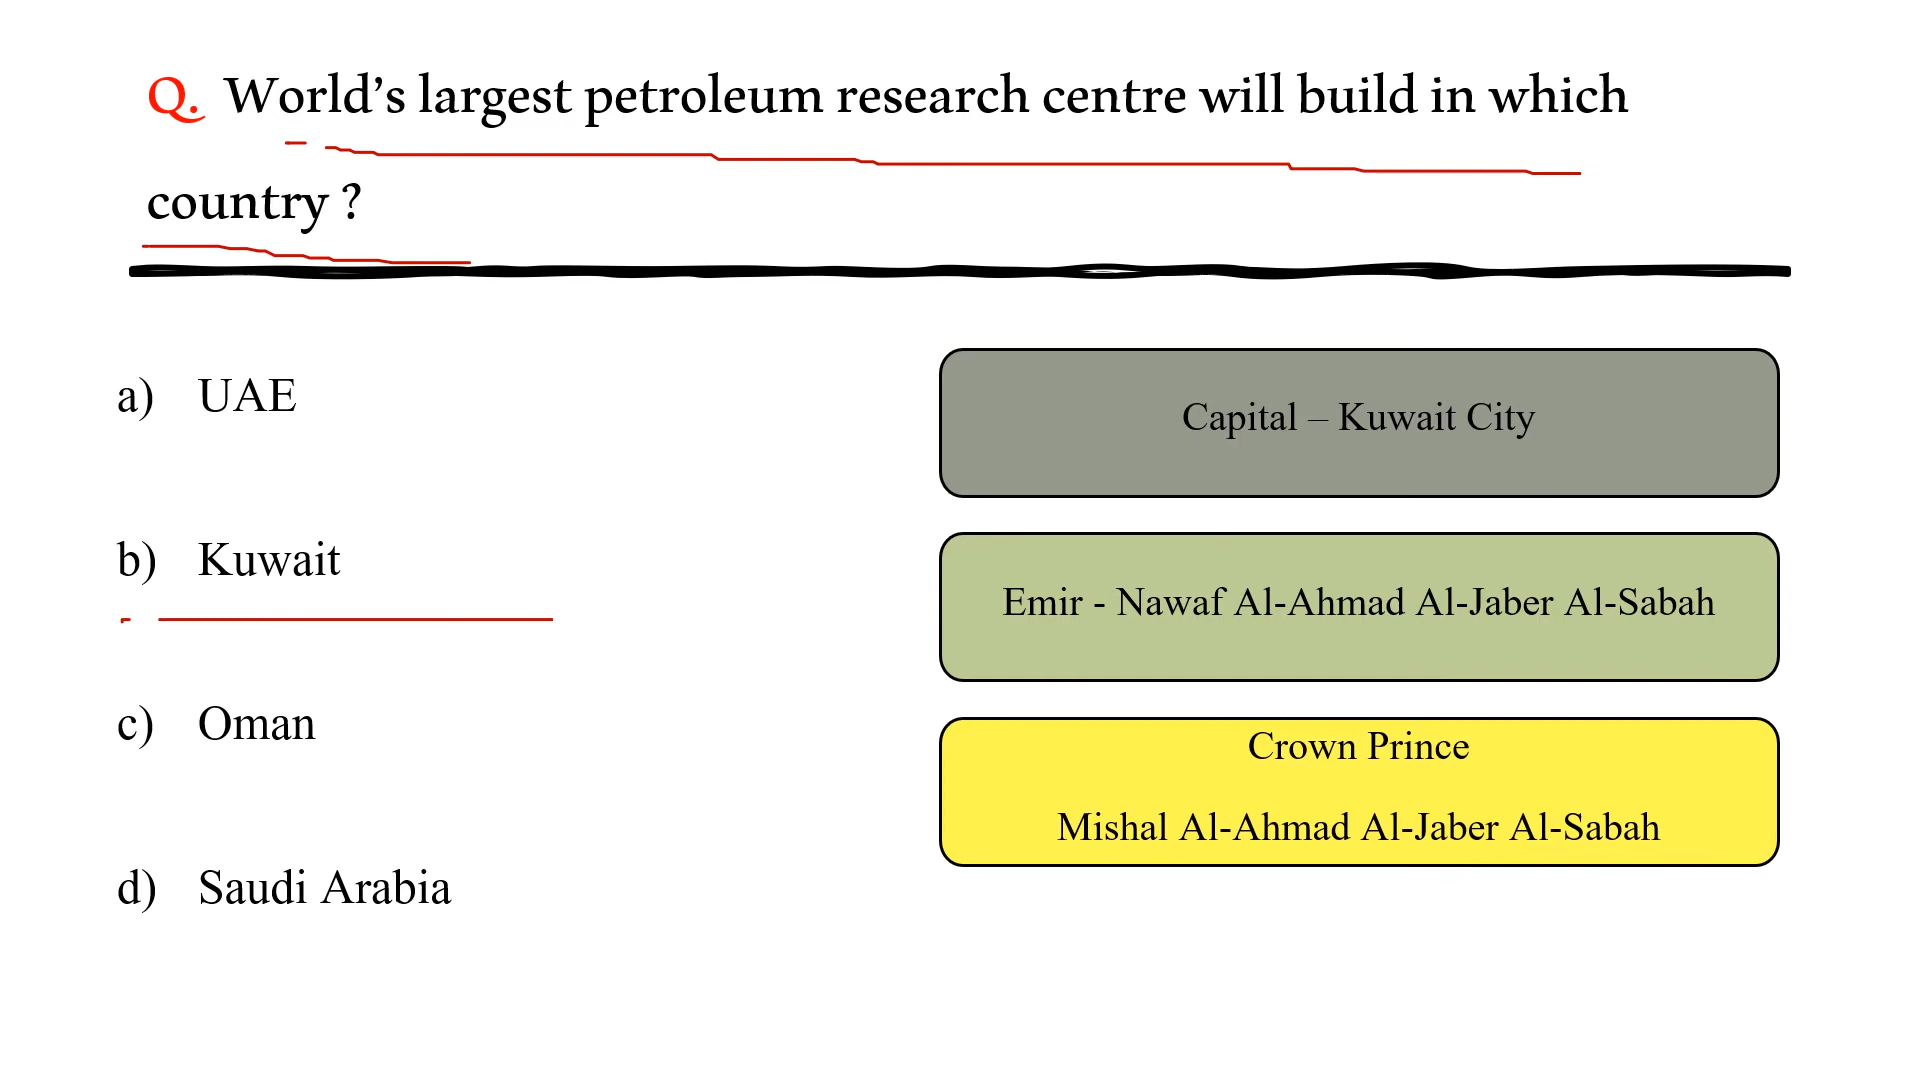 Q. World’s largest petroleum research centre will build in which
country ?
a) UAE
b) Kuwait
c) Oman
d) Saudi Arabia
Capital – Kuwait City
Emir - Nawaf Al-Ahmad Al-Jaber Al-Sabah
Crown Prince
Mishal Al-Ahmad Al-Jaber Al-Sabah